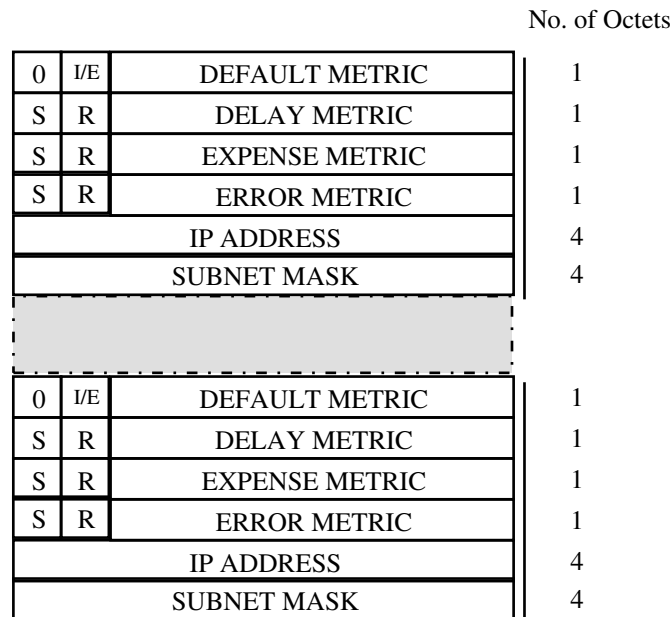 No. of Octets
0 I/E DEFAULT METRIC 1
S R DELAY METRIC 1
S R EXPENSE METRIC 1
S R ERROR METRIC 1
IP ADDRESS 4
SUBNET MASK 4
0 I/E DEFAULT METRIC 1
S R DELAY METRIC 1
S R EXPENSE METRIC 1
S R ERROR METRIC 1
IP ADDRESS 4
SUBNET MASK 4